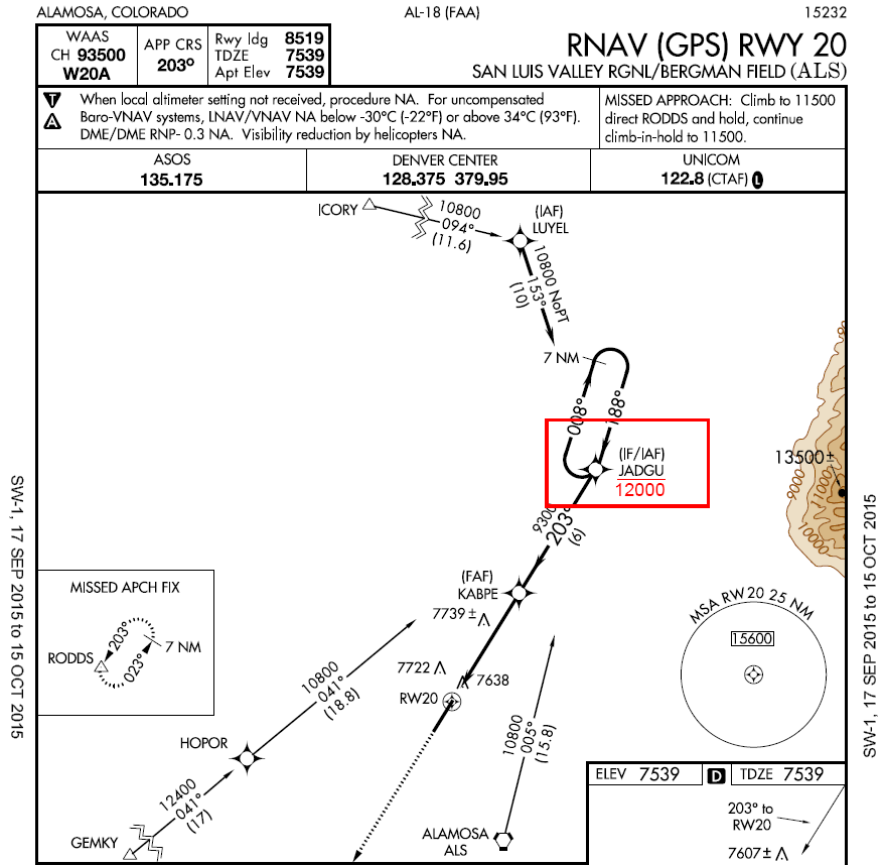 ALAMOSA, COLORADO
AL-18 (FAA)
15232
WAAS
CH 93500
W20A
APP CRS
203°
Rwy ldg 8519
TDZE 7539
Apt Elev 7539
RNAV (GPS) RWY 20
SAN LUIS VALLEY RGNL/BERGMAN FIELD (ALS)
T
A
When local altimeter setting not received, procedure NA. For uncompensated
Baro-VNAV systems, LNAV/VNAV NA below -30°C (-22°F) or above 34°C (93°F).
DME/DME RNP- 0.3 NA. Visibility reduction by helicopters NA.
MISSED APPROACH: Climb to 11500
direct RODDS and hold, continue
climb-in-hold to 11500.
ASOS
135.175
DENVER CENTER
128.375 379.95
UNICOM
122.8 (CTAF) L
ICORY
10800
094°
(11.6)
(IAF)
LUYEL
10800 NoPT
153°
(10)
7 NM
008°
188°
(IF/IAF)
JADGU
12000
13500±
9000
11000
10000
9300
203°
(6)
(FAF)
KABPE
7739±
7722
7638
RW20
MISSED APCH FIX
RODDS
203°
023°
7 NM
10800
041°
(18.8)
HOPOR
12400
041°
(17)
GEMKY
10800
005°
(15.8)
ALAMOSA
ALS
MSA RW 20 25 NM
15600
ELEV 7539
D
TDZE 7539
203° to
RW20
7607±
SW-1, 17 SEP 2015 to 15 OCT 2015
SW-1, 17 SEP 2015 to 15 OCT 2015